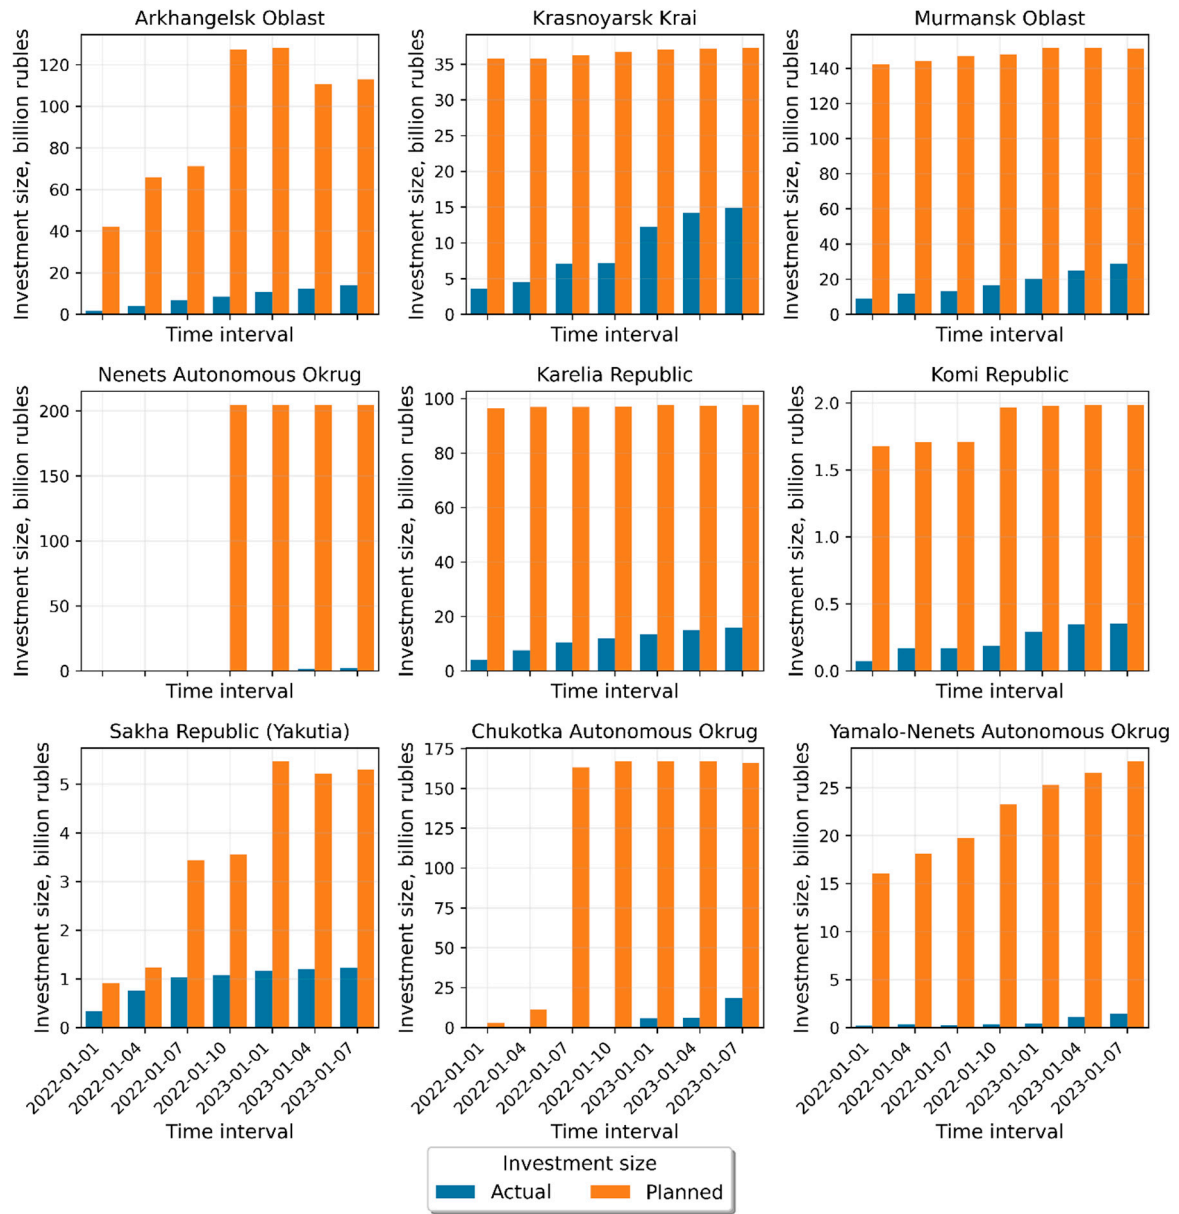 Arkhangelsk Oblast
Investment size, billion rubles
120
100
80
60
40
20
0
Time interval
Krasnoyarsk Krai
Investment size, billion rubles
35
30
25
20
15
10
5
0
Time interval
Murmansk Oblast
Investment size, billion rubles
140
120
100
80
60
40
20
0
Time interval
Nenets Autonomous Okrug
Investment size, billion rubles
200
150
100
50
0
Time interval
Karelia Republic
Investment size, billion rubles
100
80
60
40
20
0
Time interval
Komi Republic
Investment size, billion rubles
2.0
1.5
1.0
0.5
0.0
Time interval
Sakha Republic (Yakutia)
Investment size, billion rubles
5
4
3
2
1
0
2022-01-01
2022-01-04
2022-01-07
2022-01-10
2023-01-01
2023-01-04
2023-01-07
Time interval
Chukotka Autonomous Okrug
Investment size, billion rubles
175
150
125
100
75
50
25
0
2022-01-01
2022-01-04
2022-01-07
2022-01-10
2023-01-01
2023-01-04
2023-01-07
Time interval
Yamalo-Nenets Autonomous Okrug
Investment size, billion rubles
25
20
15
10
5
0
2022-01-01
2022-01-04
2022-01-07
2022-01-10
2023-01-01
2023-01-04
2023-01-07
Time interval
Investment size
Actual
Planned